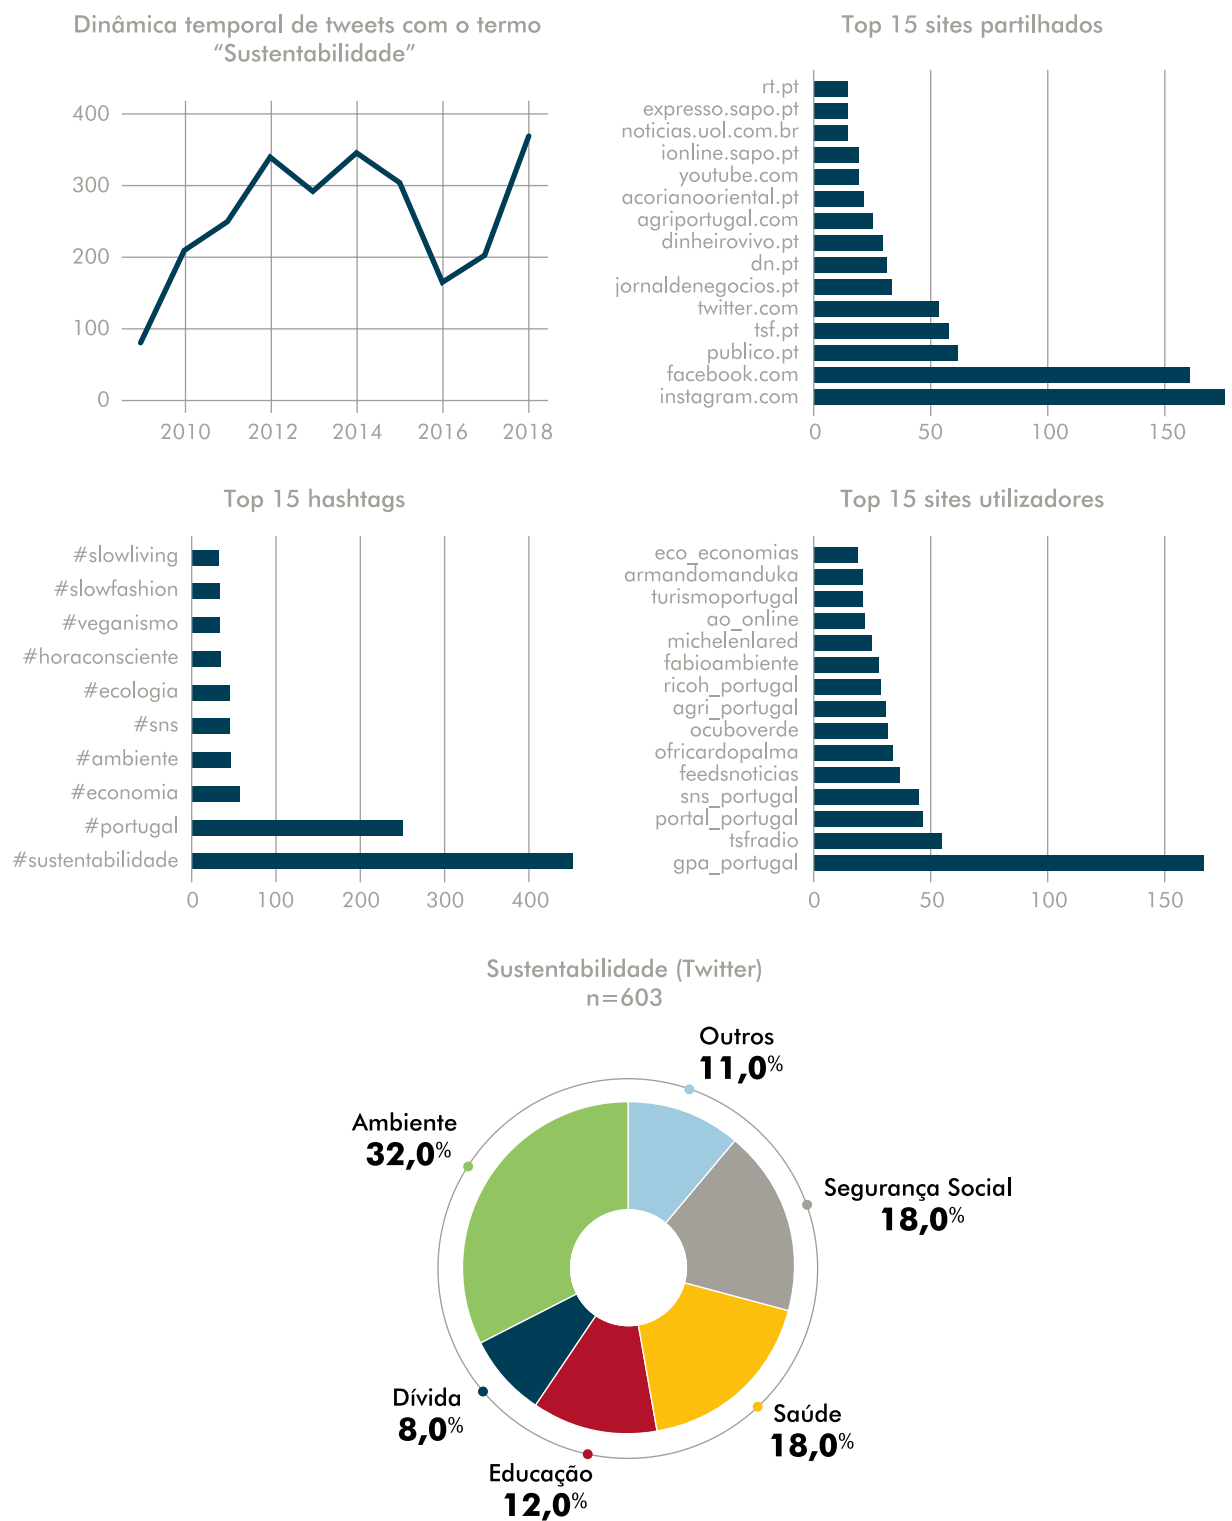 Dinâmica temporal de tweets com o termo
“Sustentabilidade”
400
300
200
100
0
2010 2012 2014 2016 2018
Top 15 sites partilhados
rt.pt
expresso.sapo.pt
noticias.uol.com.br
ionline.sapo.pt
youtube.com
acorianooriental.pt
agriportugal.com
dinheirovivo.pt
dn.pt
jornaldenegocios.pt
twitter.com
tsf.pt
publico.pt
facebook.com
instagram.com
0 50 100 150
Top 15 hashtags
#slowliving
#slowfashion
#veganismo
#horaconsciente
#ecologia
#sns
#ambiente
#economia
#portugal
#sustentabilidade
0 100 200 300 400
Top 15 sites utilizadores
eco_economias
armandomanduka
turismoportugal
ao_online
michelenlared
fabioambiente
ricoh_portugal
agri_portugal
ocuboverde
ofricardopalma
feedsnoticias
sns_portugal
portal_portugal
tsfradio
gpa_portugal
0 50 100 150
Sustentabilidade (Twitter)
n=603
Outros
11,0%
Ambiente
32,0%
Segurança Social
18,0%
Dívida
8,0%
Saúde
18,0%
Educação
12,0%